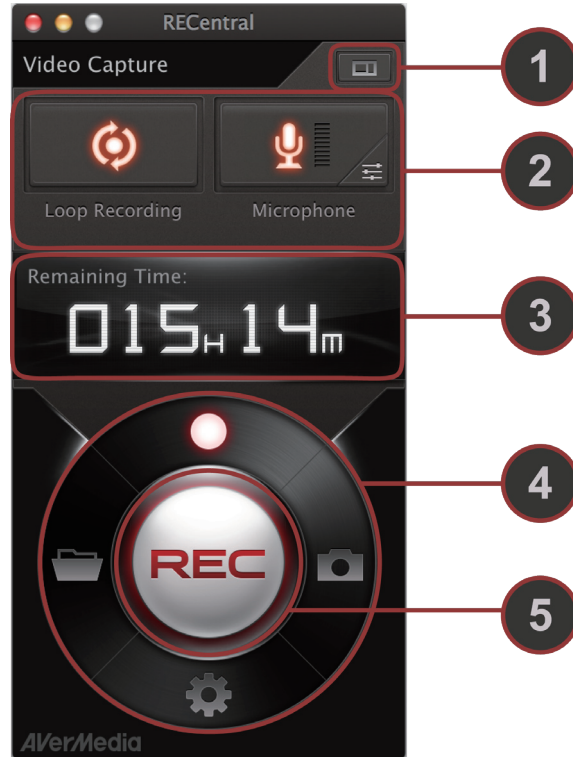 RECentral
Video Capture
1
Loop Recording
Microphone
2
Remaining Time:
015H14m
3
4
REC
5
AVerMedia